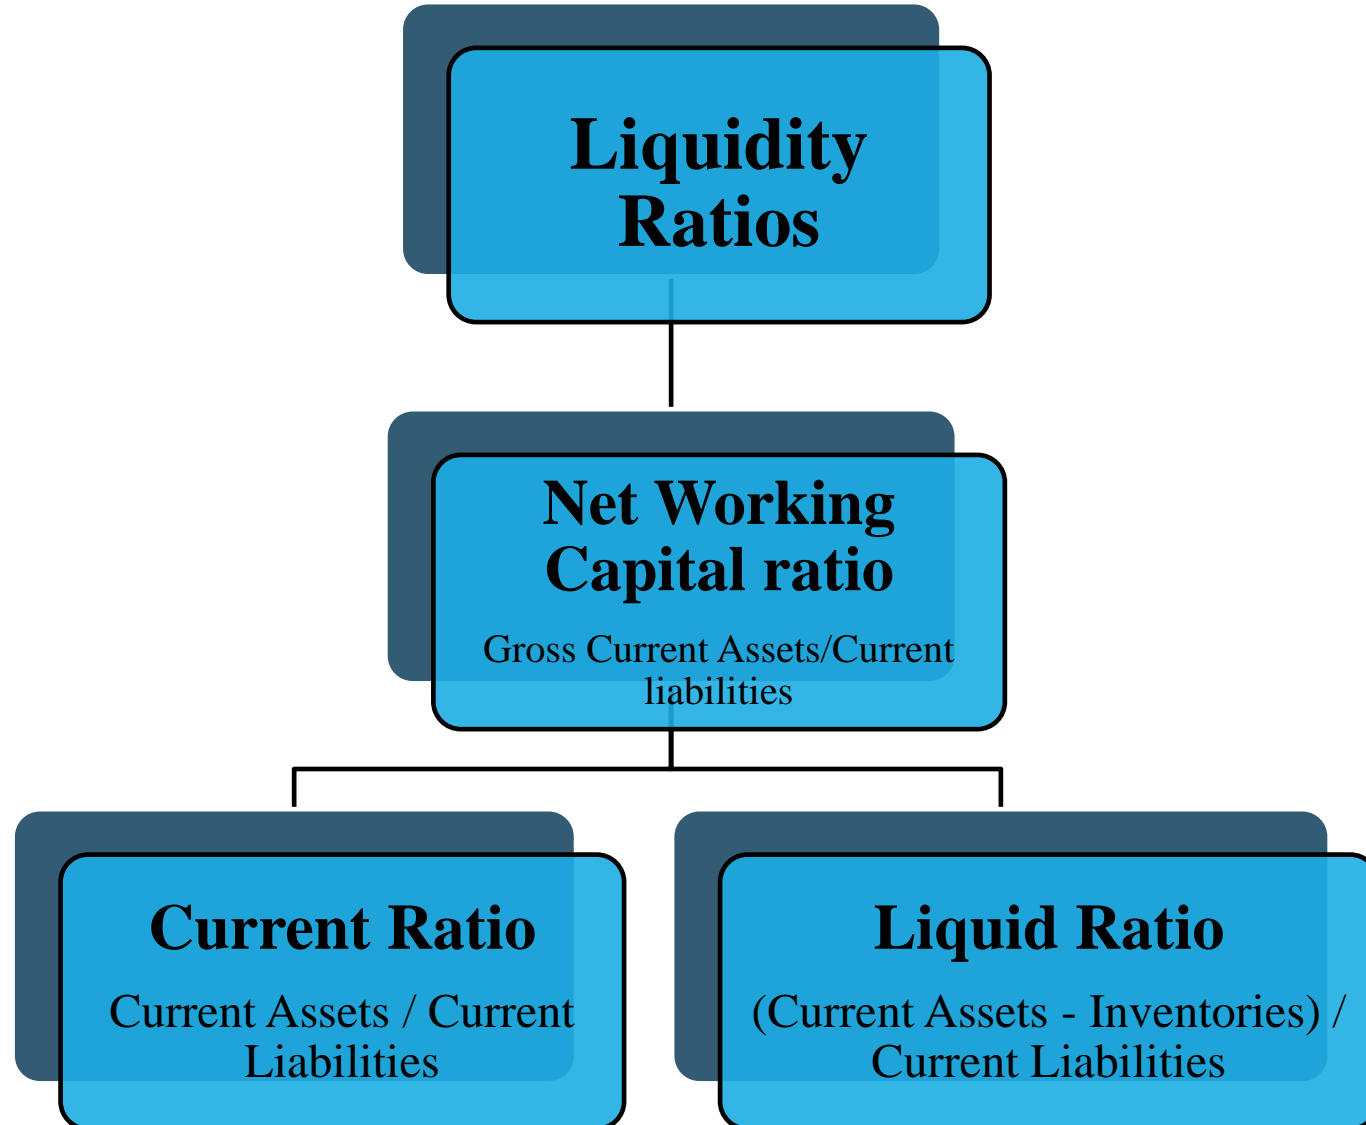 Liquidity
Ratios
Net Working
Capital ratio
Gross Current Assets/Current
liabilities
Current Ratio
Current Assets / Current
Liabilities
Liquid Ratio
(Current Assets - Inventories) /
Current Liabilities